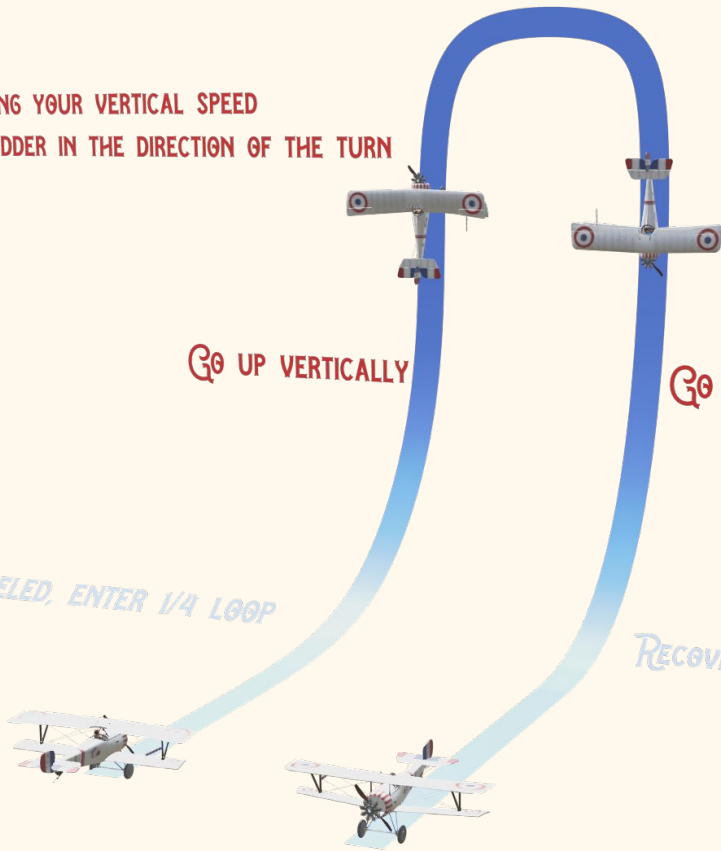 NG YOUR VERTICAL SPEED
DDER IN THE DIRECTION OF THE TURN
GO UP VERTICALLY
GO
ELED, ENTER 1/4 LOOP
RECOV